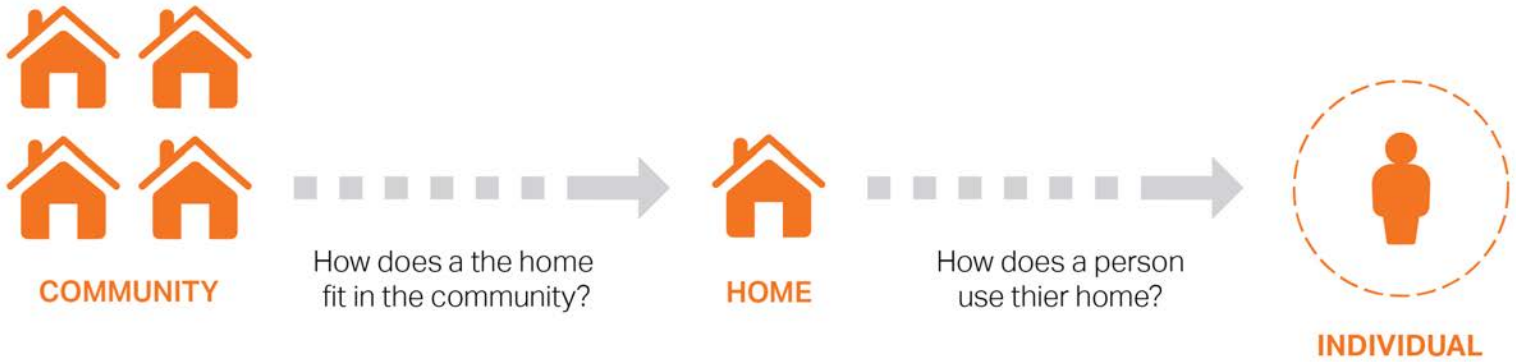 COMMUNITY
How does a the home
fit in the community?
HOME
How does a person
use thier home?
INDIVIDUAL